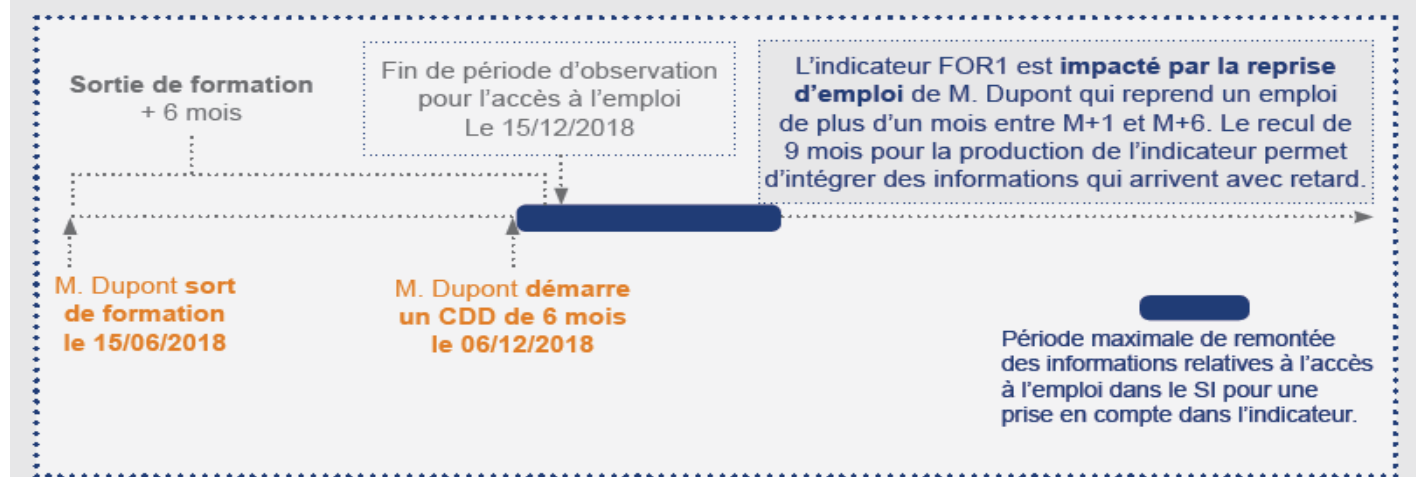 Sortie de formation
+ 6 mois
Fin de période d'observation
pour l'accès à l'emploi
Le 15/12/2018
L'indicateur FOR1 est impacté par la reprise
d'emploi de M. Dupont qui reprend un emploi
de plus d'un mois entre M+1 et M+6. Le recul de
9 mois pour la production de l'indicateur permet
d'intégrer des informations qui arrivent avec retard.
M. Dupont sort
de formation
le 15/06/2018
M. Dupont démarre
un CDD de 6 mois
le 06/12/2018
Période maximale de remontée
des informations relatives à l'accès
à l'emploi dans le SI pour une
prise en compte dans l'indicateur.